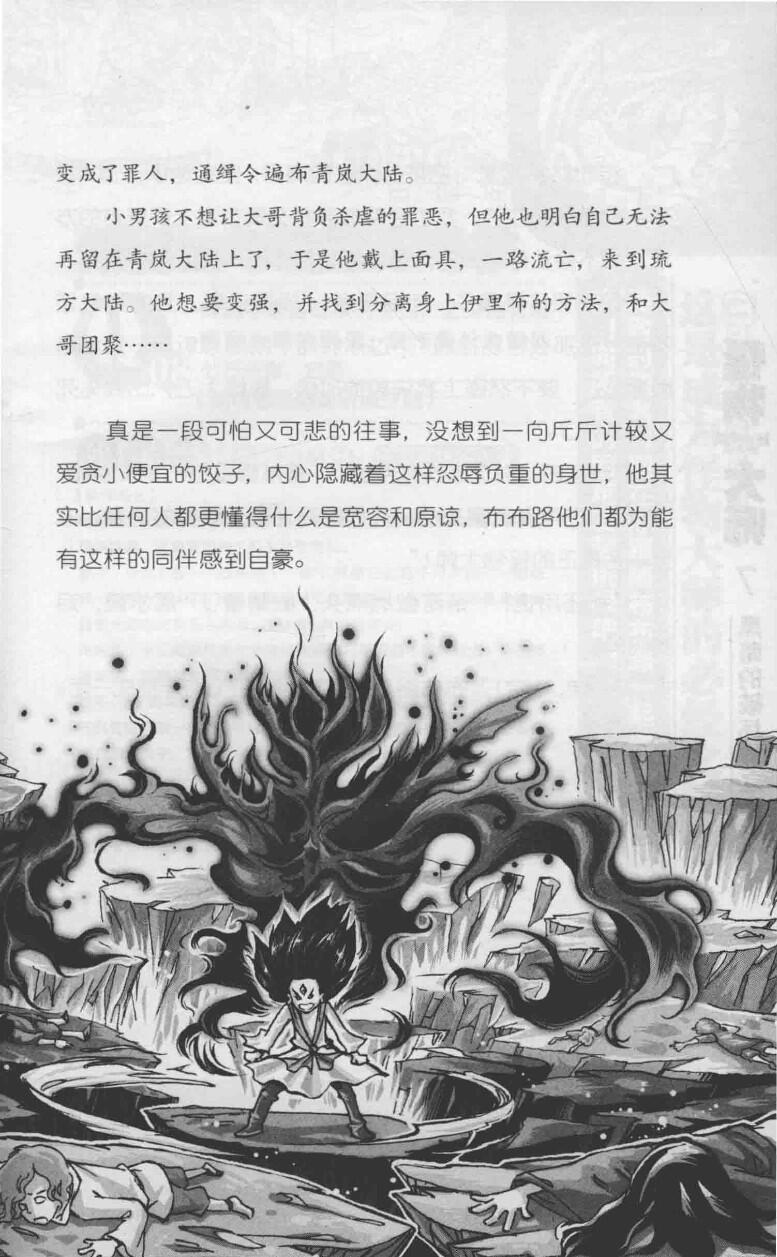 变成了罪人，通缉令遍布青岚大陆。
小男孩不想让大哥背负杀虐的罪恶，但他也明白自己无法
再留在青岚大陆上了，于是他戴上面具，一路流亡，来到琉
方大陆。他想要变强，并找到分离身上伊里布的方法，和大
哥团聚……
真是一段可怕又可悲的往事，没想到一向斤斤计较又
爱贪小便宜的饺子，内心隐藏着这样忍辱负重的身世，他其
实比任何人都更懂得什么是宽容和原谅，布布路他们都为能
有这样的同伴感到自豪。